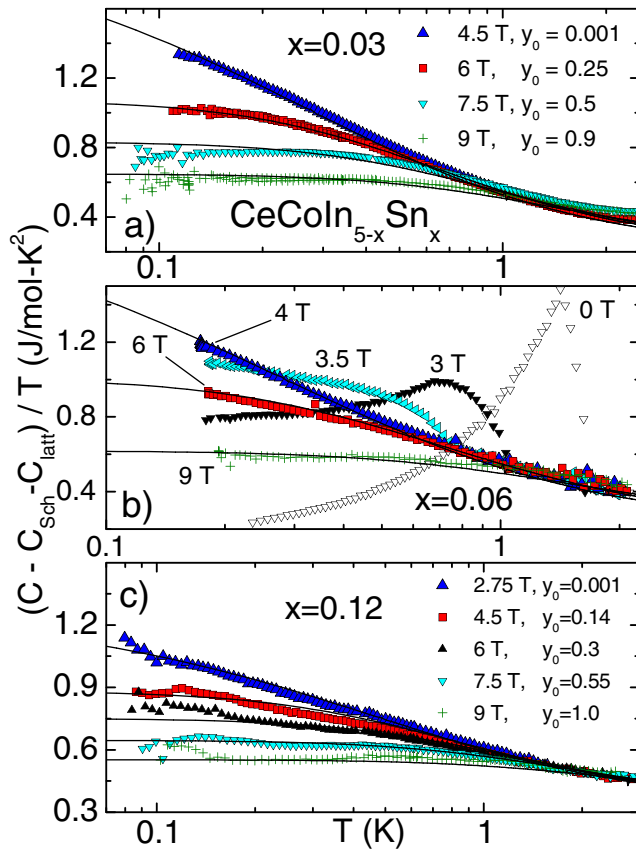 x=0.03
4.5 T, y₀ = 0.001
6 T, y₀ = 0.25
7.5 T, y₀ = 0.5
9 T, y₀ = 0.9
1.2
0.8
0.4
a)
CeCoIn₅₋ₓSnₓ
0.1
1
(C - C_Sch-C_latt) / T (J/mol-K²)
4 T
0 T
6 T
3.5 T
3 T
1.2
0.8
0.4
9 T
b)
x=0.06
0.1
1
c)
x=0.12
2.75 T, y₀=0.001
4.5 T, y₀=0.14
6 T, y₀=0.3
7.5 T, y₀=0.55
9 T, y₀=1.0
1.2
0.9
0.6
0.3
0.1
T (K)
1